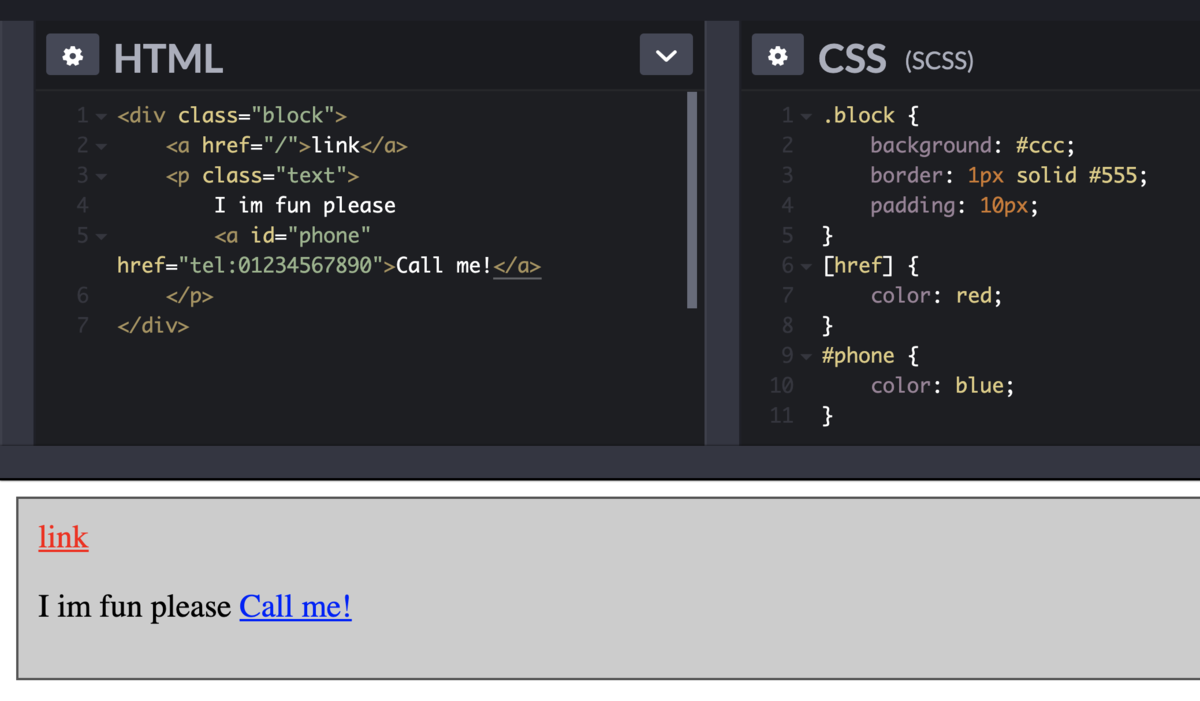 HTML
1 <div class="block">
2 <a href="/">link</a>
3 <p class="text">
4 I im fun please
5 <a id="phone"
href="tel:01234567890">Call me!</a>
6 </p>
7 </div>
CSS (SCSS)
1 .block {
2 background: #ccc;
3 border: 1px solid #555;
4 padding: 10px;
5 }
6 [href] {
7 color: red;
8 }
9 #phone {
10 color: blue;
11 }
link
I im fun please Call me!